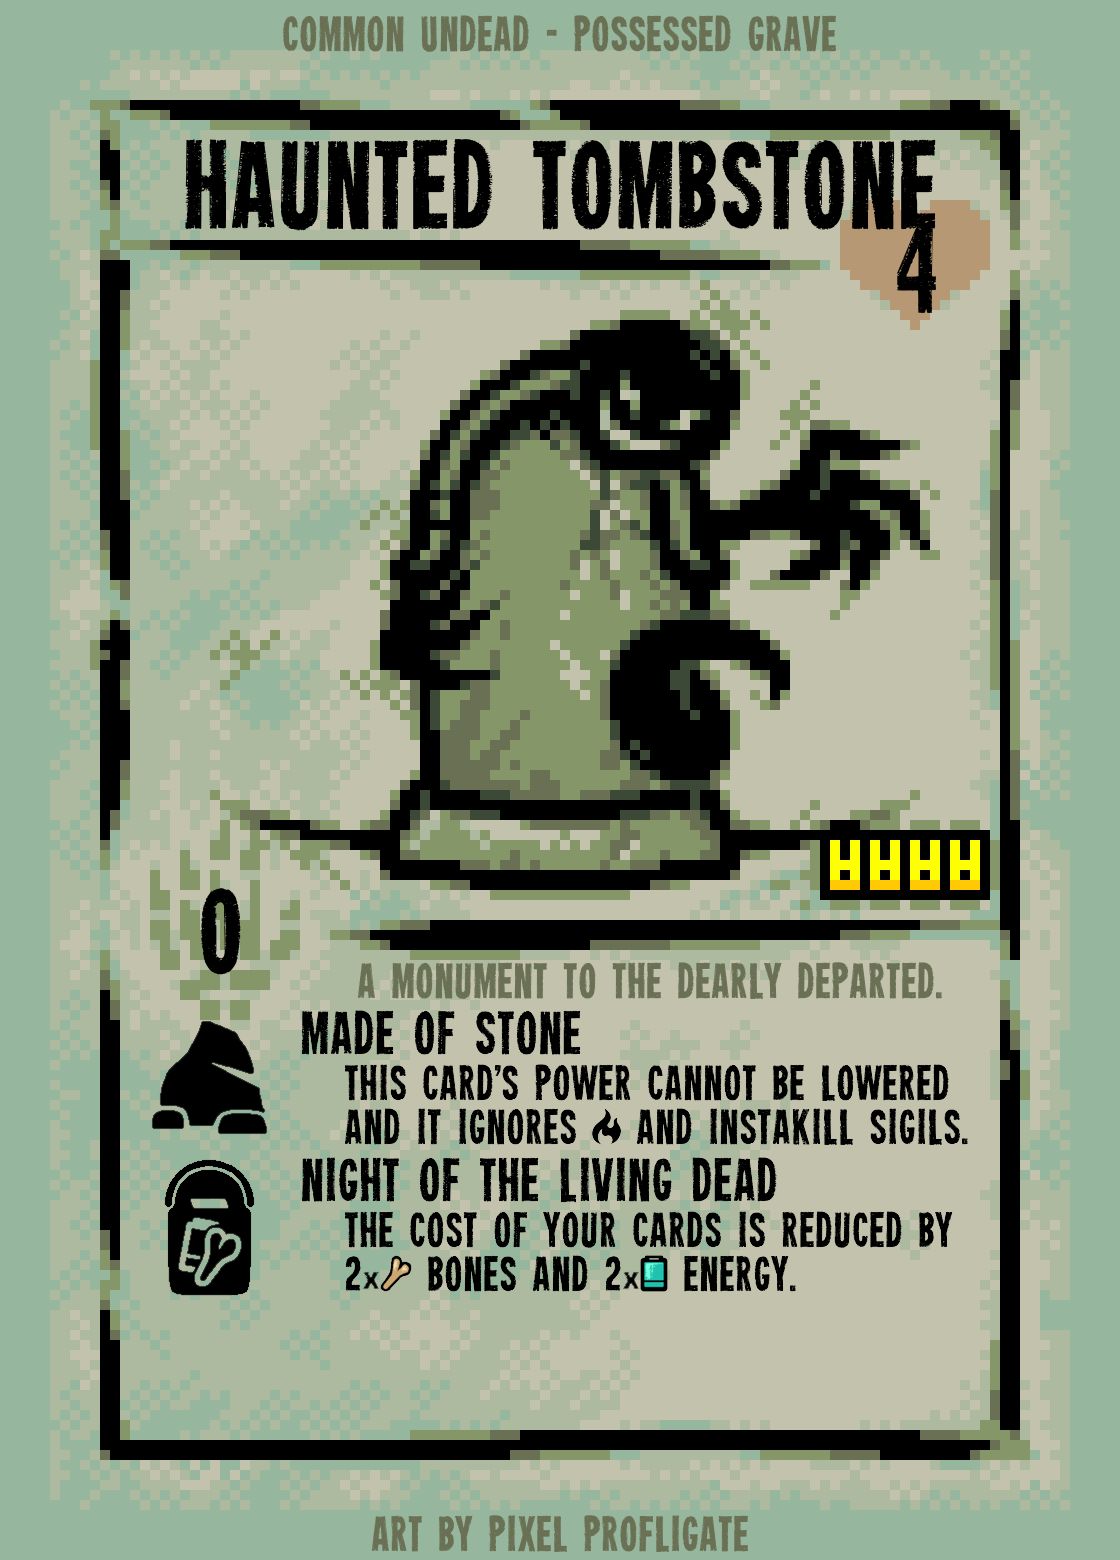 COMMON UNDEAD - POSSESSED GRAVE
HAUNTED TOMBSTONE
4
0
A MONUMENT TO THE DEARLY DEPARTED.
MADE OF STONE
THIS CARD'S POWER CANNOT BE LOWERED
AND IT IGNORES AND INSTAKILL SIGILS.
NIGHT OF THE LIVING DEAD
THE COST OF YOUR CARDS IS REDUCED BY
2x BONES AND 2x ENERGY.
ART BY PIXEL PROFLIGATE